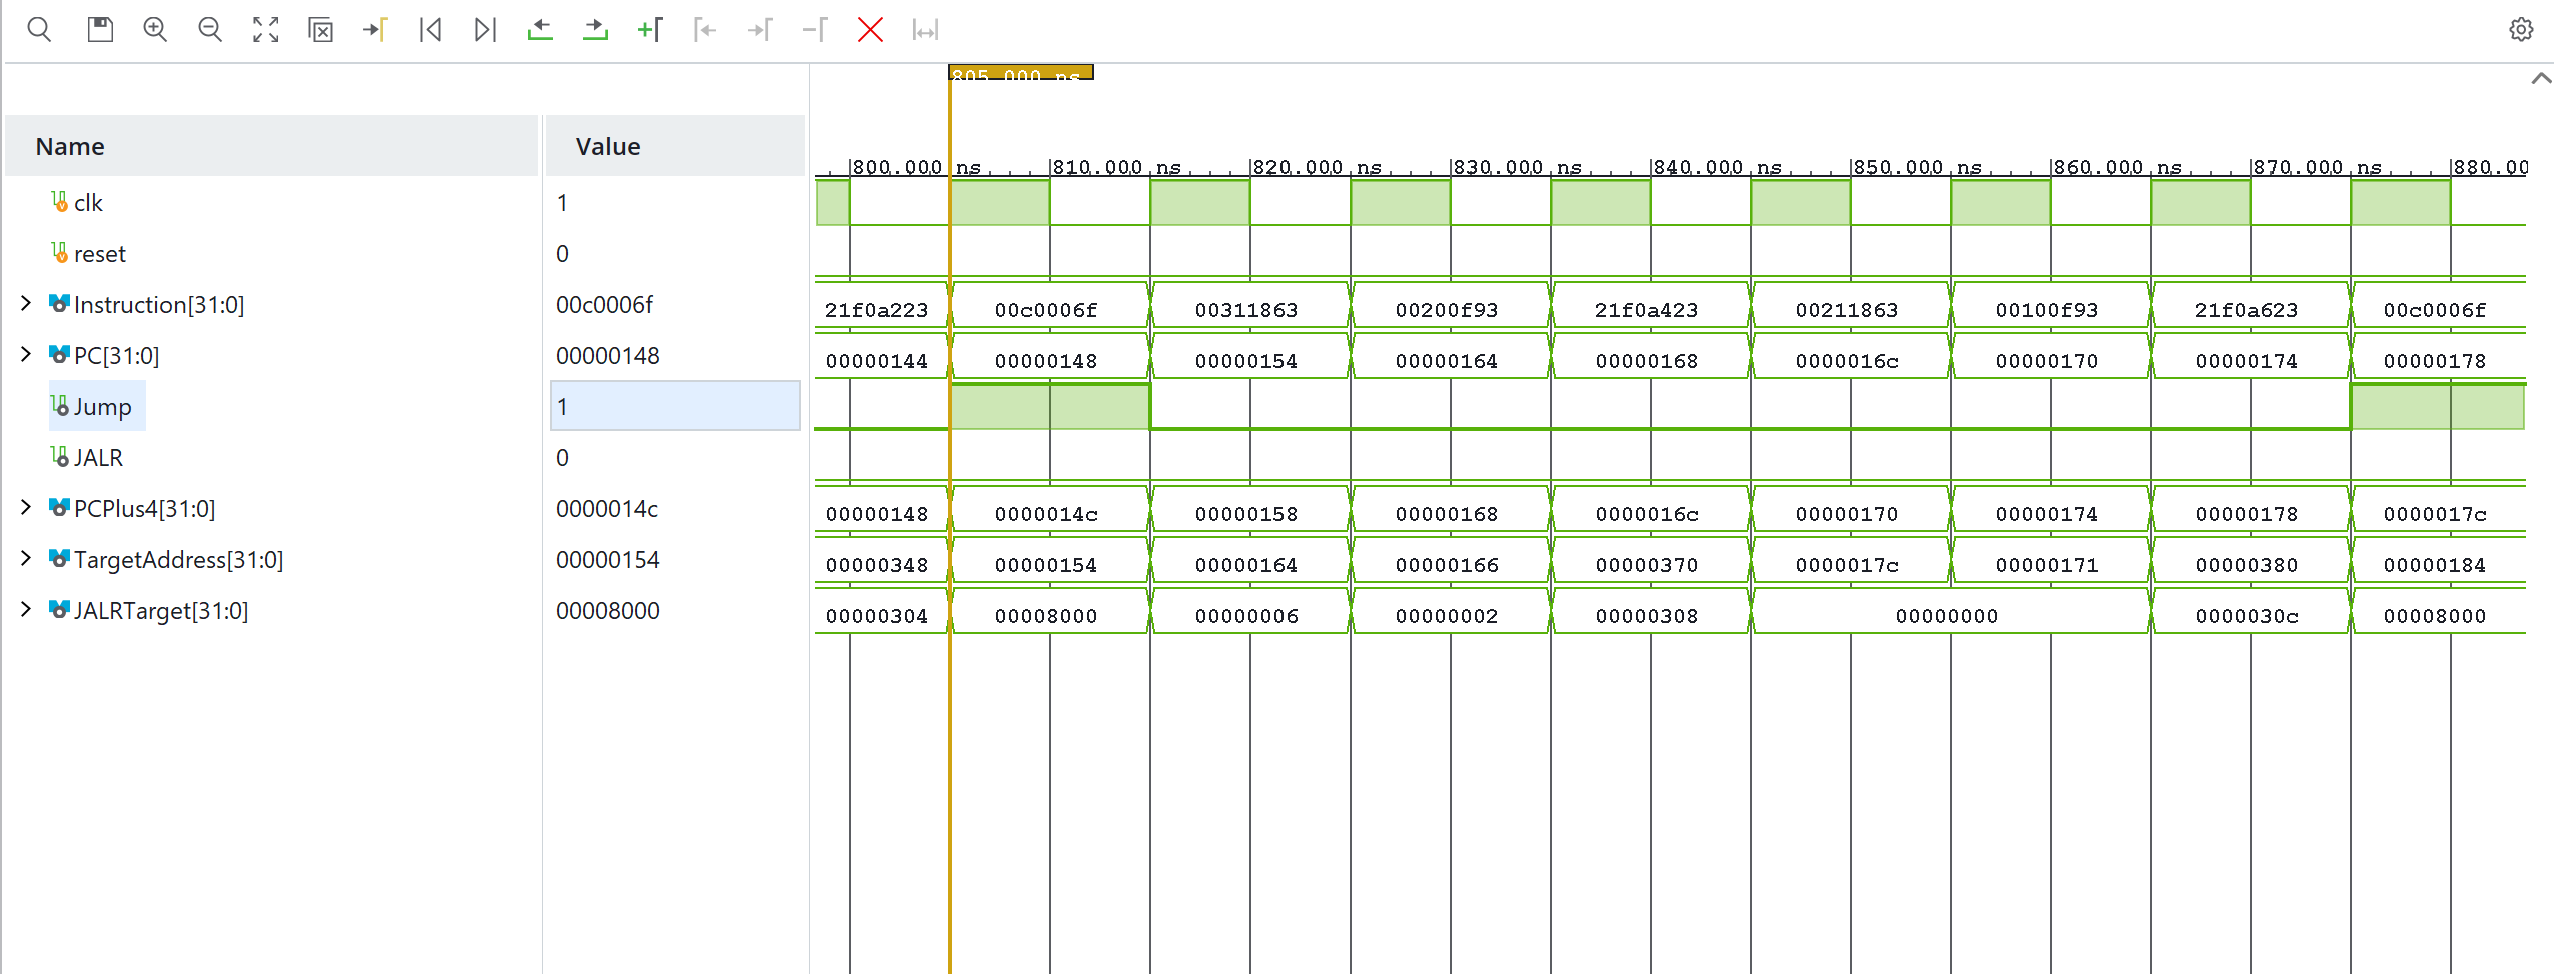 805.000 ns
Name Value
800.000 ns 810.000 ns 820.000 ns 830.000 ns 840.000 ns 850.000 ns 860.000 ns 870.000 ns 880.00
clk 1
reset 0
Instruction[31:0] 00c0006f 21f0a223 00c0006f 00311863 00200f93 21f0a423 00211863 00100f93 21f0a623 00c0006f
PC[31:0] 00000148 00000144 00000148 00000154 00000164 00000168 0000016c 00000170 00000174 00000178
Jump 1
JALR 0
PCPlus4[31:0] 0000014c 00000148 0000014c 00000158 00000168 0000016c 00000170 00000174 00000178 0000017c
TargetAddress[31:0] 00000154 00000348 00000154 00000164 00000166 00000370 0000017c 00000171 00000380 00000184
JALRTarget[31:0] 00008000 00000304 00008000 00000006 00000002 00000308 00000000 0000030c 00008000